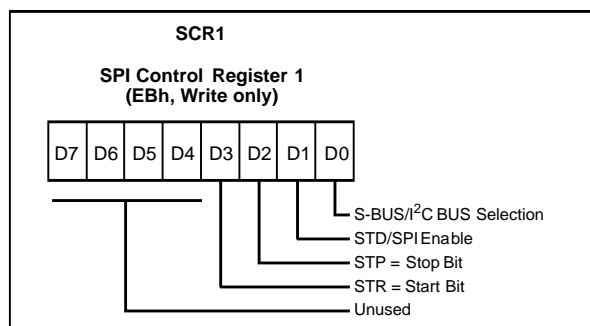 SCR1
SPI Control Register 1
(EBh, Write only)
D7 D6 D5 D4 D3 D2 D1 D0
S-BUS/I²C BUS Selection
STD/SPI Enable
STP = Stop Bit
STR = Start Bit
Unused